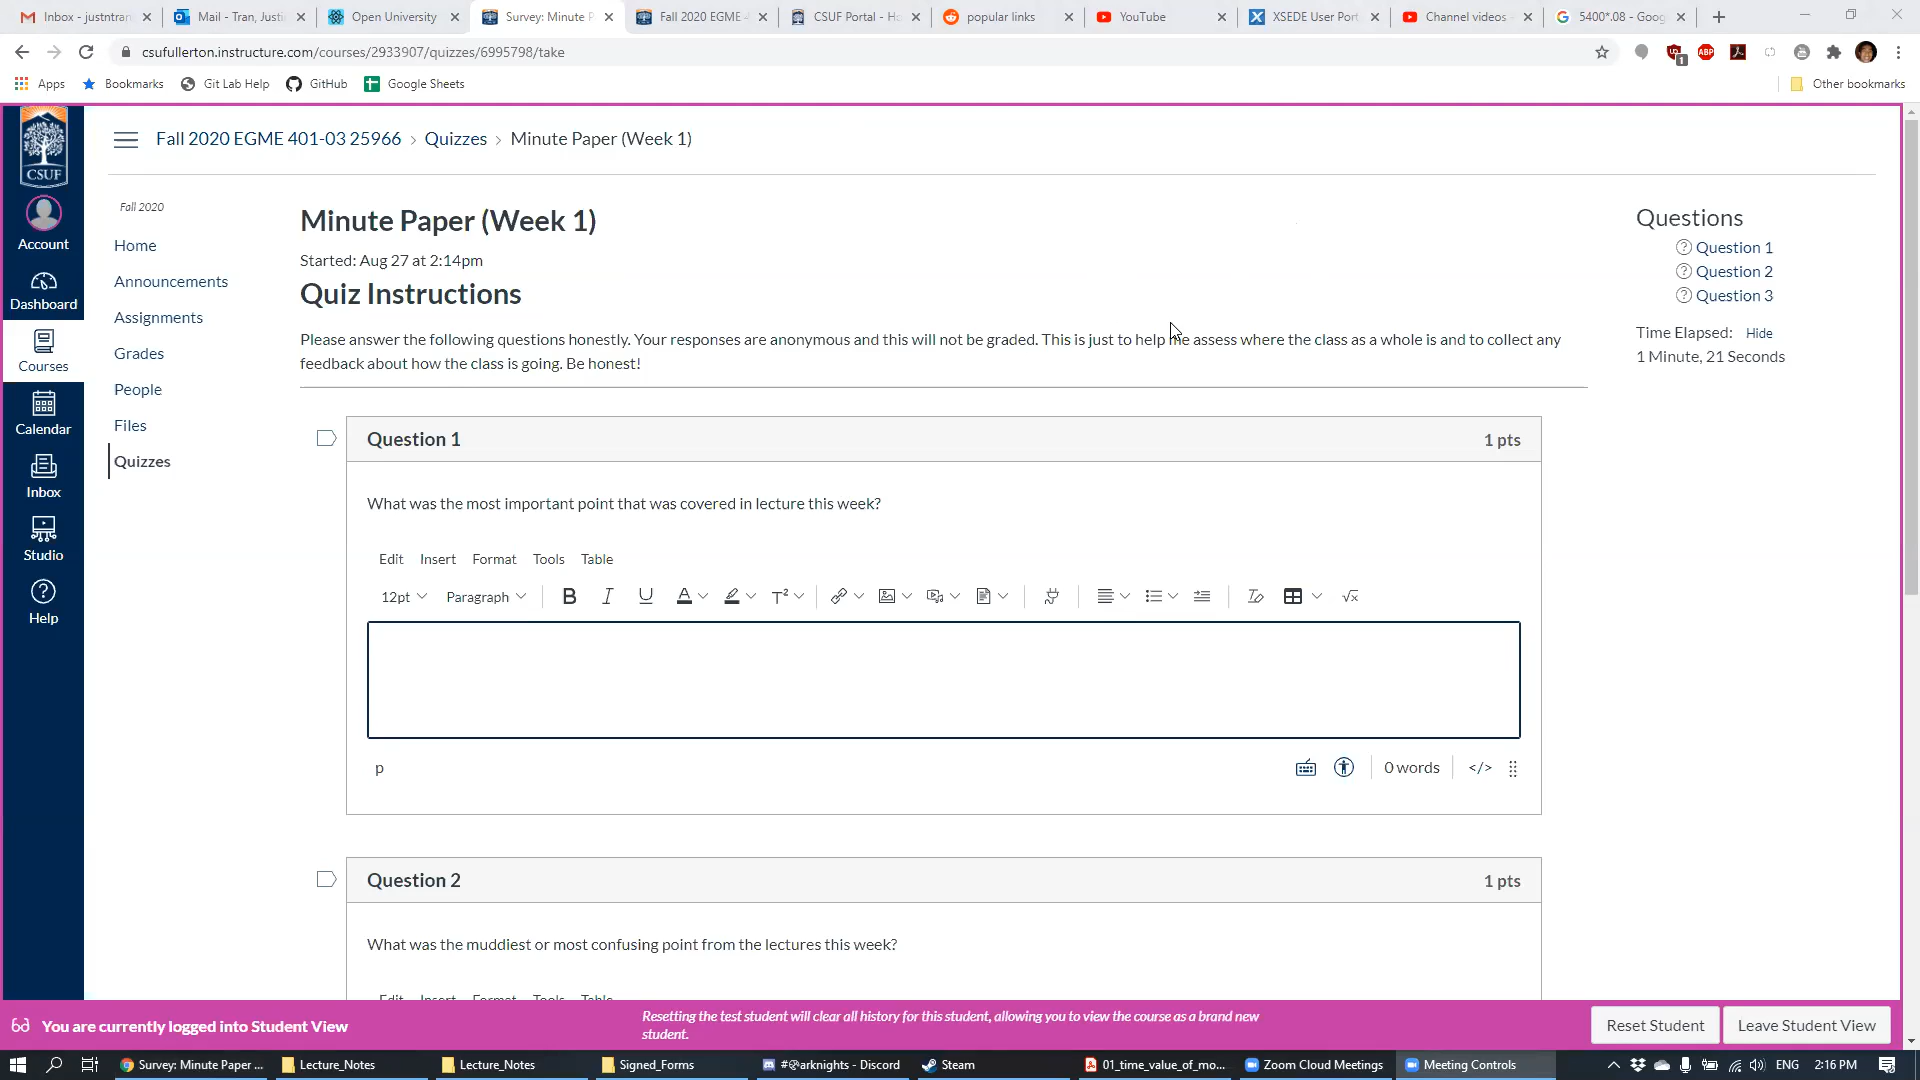 Inbox - justntran
Mail - Tran, Justi
Open University
Survey: Minute P
Fall 2020 EGME
CSUF Portal - Ho
popular links
YouTube
XSEDE User Port
Channel videos
5400*.08 - Goog
csufullerton.instructure.com/courses/2933907/quizzes/6995798/take
1
ABP
Apps
Bookmarks
Git Lab Help
GitHub
Google Sheets
Other bookmarks
CSUF
Account
Dashboard
Courses
Calendar
Inbox
Studio
Help
Fall 2020 EGME 401-03 25966 > Quizzes > Minute Paper (Week 1)
Fall 2020
Home
Announcements
Assignments
Grades
People
Files
Quizzes
Minute Paper (Week 1)
Started: Aug 27 at 2:14pm
Quiz Instructions
Please answer the following questions honestly. Your responses are anonymous and this will not be graded. This is just to help me assess where the class as a whole is and to collect any
feedback about how the class is going. Be honest!
Question 1
1 pts
What was the most important point that was covered in lecture this week?
Edit Insert Format Tools Table
12pt Paragraph B I U A T²
p
0 words </>
Question 2
1 pts
What was the muddiest or most confusing point from the lectures this week?
Edit Insert Format Tools Table
Questions
Question 1
Question 2
Question 3
Time Elapsed: Hide
1 Minute, 21 Seconds
You are currently logged into Student View
Resetting the test student will clear all history for this student, allowing you to view the course as a brand new
student.
Reset Student
Leave Student View
Survey: Minute Paper ...
Lecture_Notes
Lecture_Notes
Signed_Forms
#@arknights - Discord
Steam
01_time_value_of_mo...
Zoom Cloud Meetings
Meeting Controls
ENG
2:16 PM